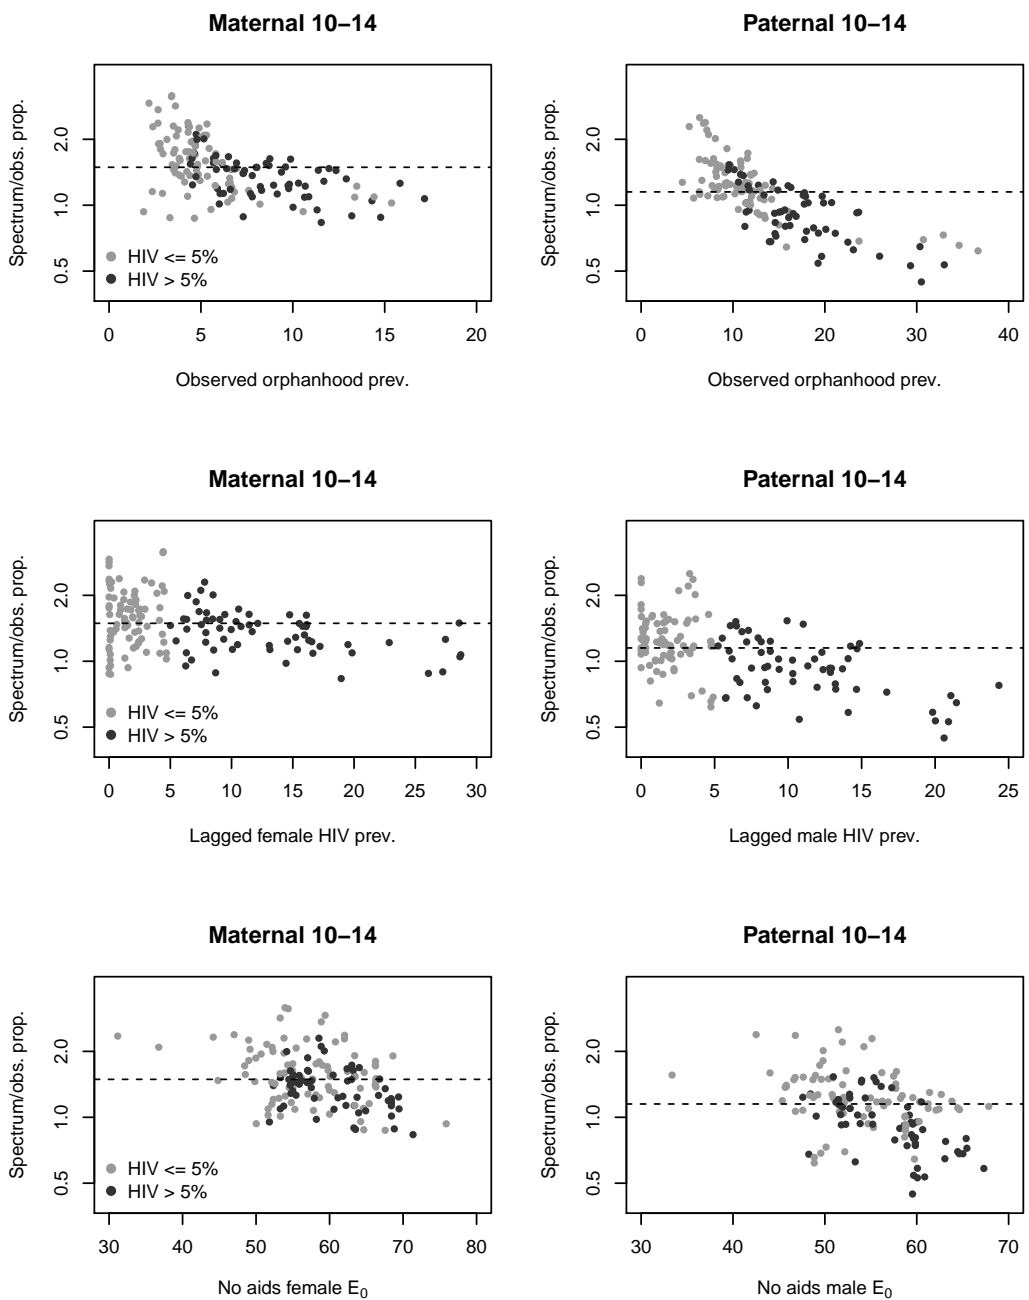 Maternal 10−14
Paternal 10−14
Spectrum/obs. prop.
2.0
1.0
0.5
HIV <= 5%
HIV > 5%
0 5 10 15 20
Observed orphanhood prev.
Spectrum/obs. prop.
2.0
1.0
0.5
0 10 20 30 40
Observed orphanhood prev.
Maternal 10−14
Paternal 10−14
Spectrum/obs. prop.
2.0
1.0
0.5
HIV <= 5%
HIV > 5%
0 5 10 15 20 25 30
Lagged female HIV prev.
Spectrum/obs. prop.
2.0
1.0
0.5
0 5 10 15 20 25
Lagged male HIV prev.
Maternal 10−14
Paternal 10−14
Spectrum/obs. prop.
2.0
1.0
0.5
HIV <= 5%
HIV > 5%
30 40 50 60 70 80
No aids female E₀
Spectrum/obs. prop.
2.0
1.0
0.5
30 40 50 60 70
No aids male E₀